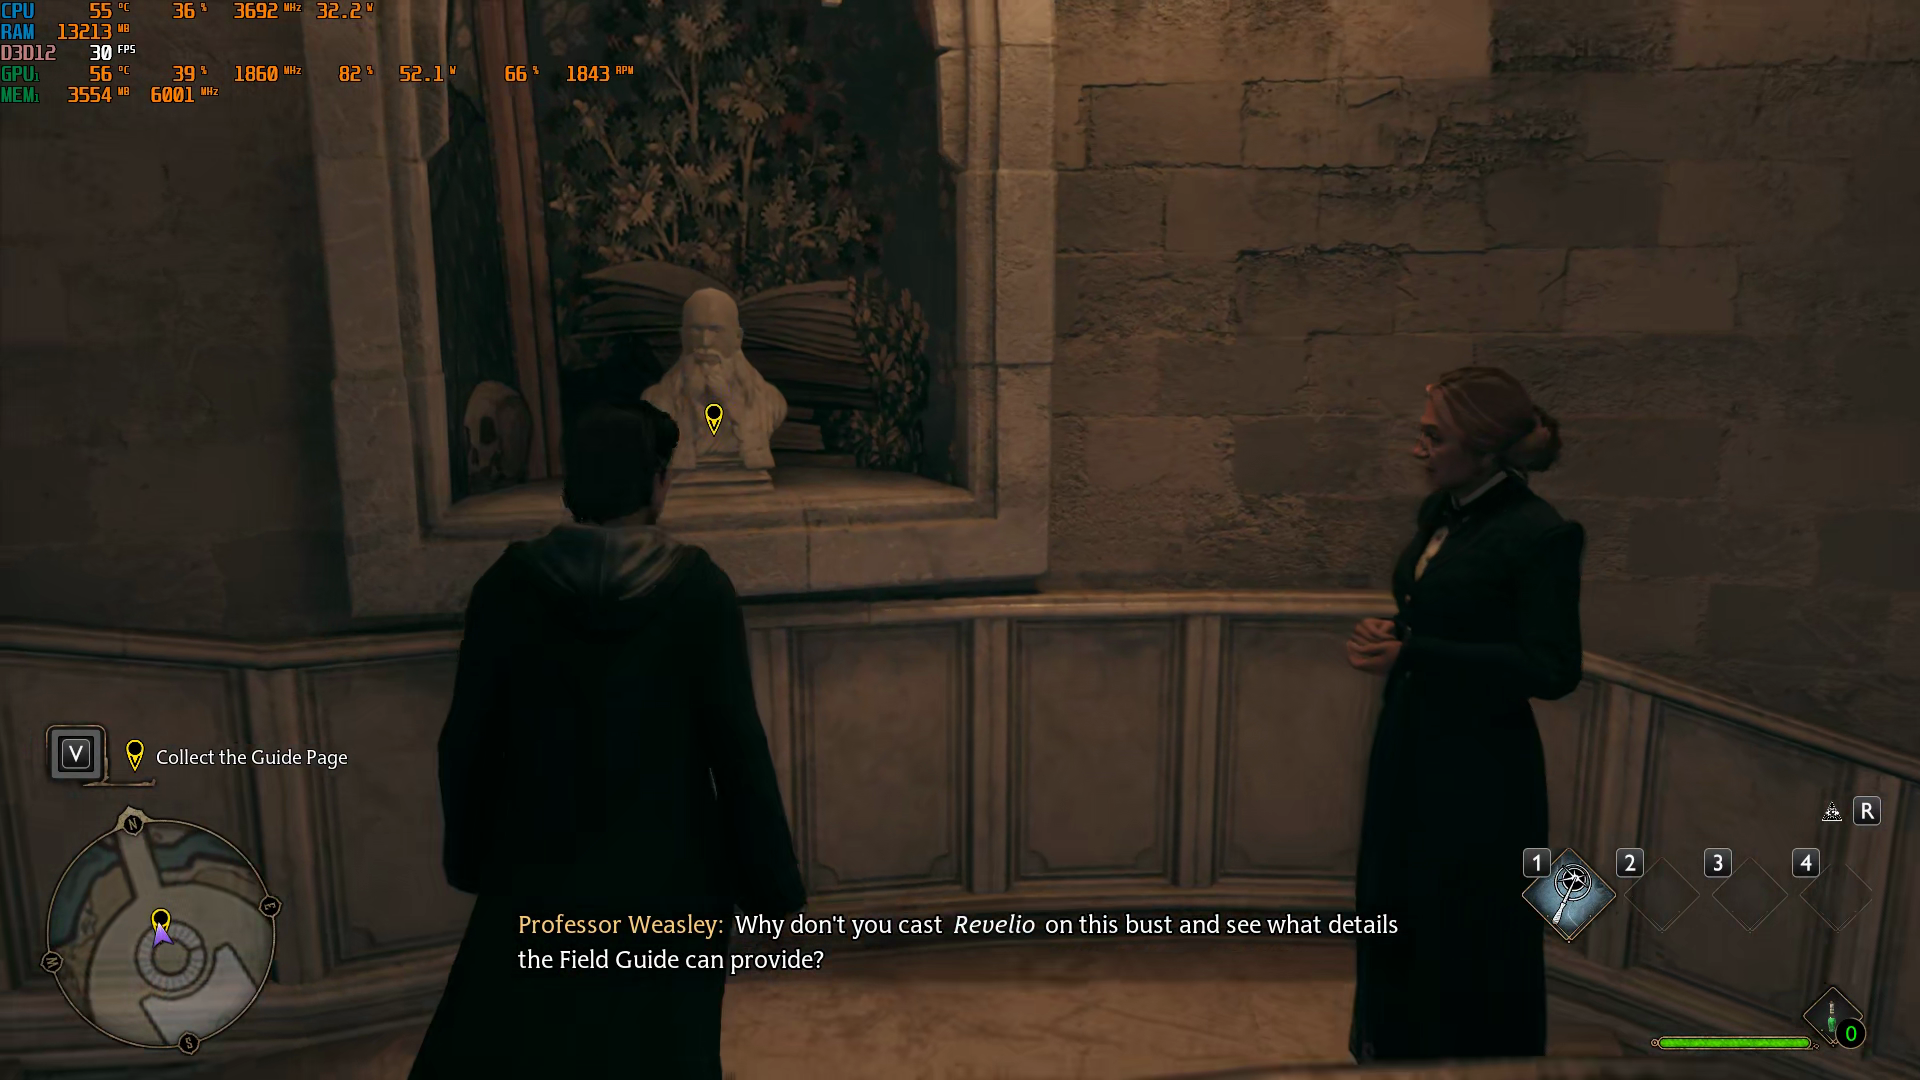 CPU 55 °C 36 % 3692 MHz 32.2 W
RAM 13213 MB
D3D12 30 FPS
GPU1 56 °C 39 % 1860 MHz 82 % 52.1 W 66 % 1843 RPM
MEM1 3554 MB 6001 MHz
V Collect the Guide Page
N
E
W
S
R
1 2 3 4
Professor Weasley: Why don't you cast Revelio on this bust and see what details
the Field Guide can provide?
0